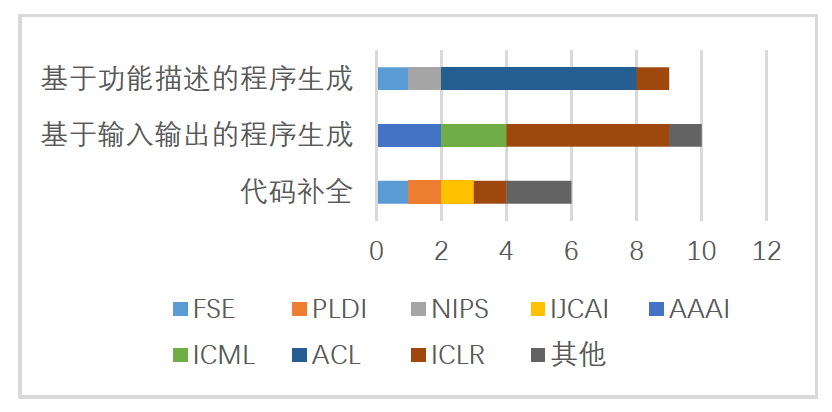 基于功能描述的程序生成
基于输入输出的程序生成
代码补全
0 2 4 6 8 10 12
FSE PLDI NIPS IJCAI AAAI
ICML ACL ICLR 其他